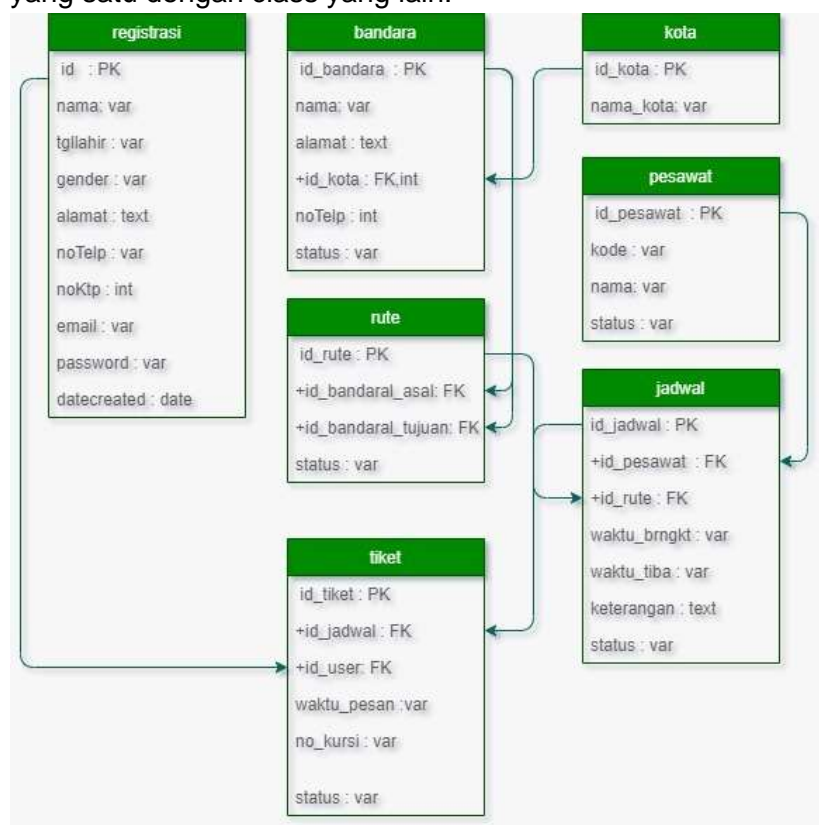 yang satu dengan class yang lain.
registrasi
id : PK
nama: var
tgllahir : var
gender : var
alamat : text
noTelp : var
noKtp : int
email : var
password : var
datecreated : date
bandara
id_bandara : PK
nama: var
alamat : text
+id_kota : FK,int
noTelp : int
status : var
kota
id_kota : PK
nama_kota: var
pesawat
id_pesawat : PK
kode : var
nama: var
status : var
rute
id_rute : PK
+id_bandaral_asal: FK
+id_bandaral_tujuan: FK
status : var
jadwal
id_jadwal : PK
+id_pesawat : FK
+id_rute : FK
waktu_brngkt : var
waktu_tiba : var
keterangan : text
status : var
tiket
id_tiket : PK
+id_jadwal : FK
+id_user: FK
waktu_pesan :var
no_kursi : var
status : var